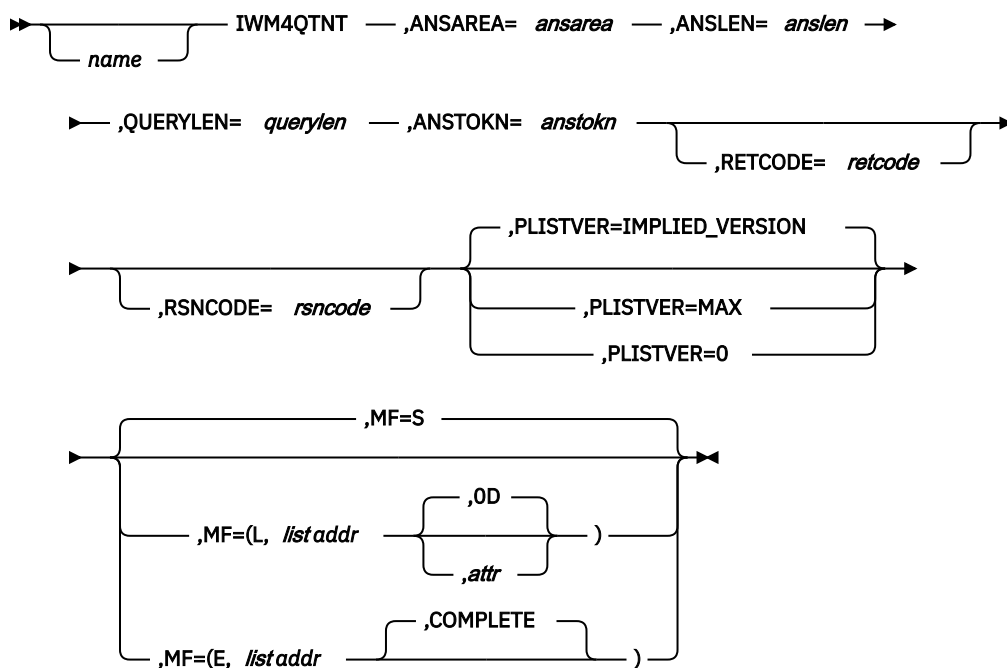 IWM4QTNT ,ANSAREA= ansarea ,ANSLEN= anslen
name
,QUERYLEN= querylen ,ANSTOKN= anstokn
,RETCODE= retcode
,PLISTVER=IMPLIED_VERSION
,RSNCODE= rsncode
,PLISTVER=MAX
,PLISTVER=0
,MF=S
,0D
,MF=(L, list addr )
,attr
,COMPLETE
,MF=(E, list addr )